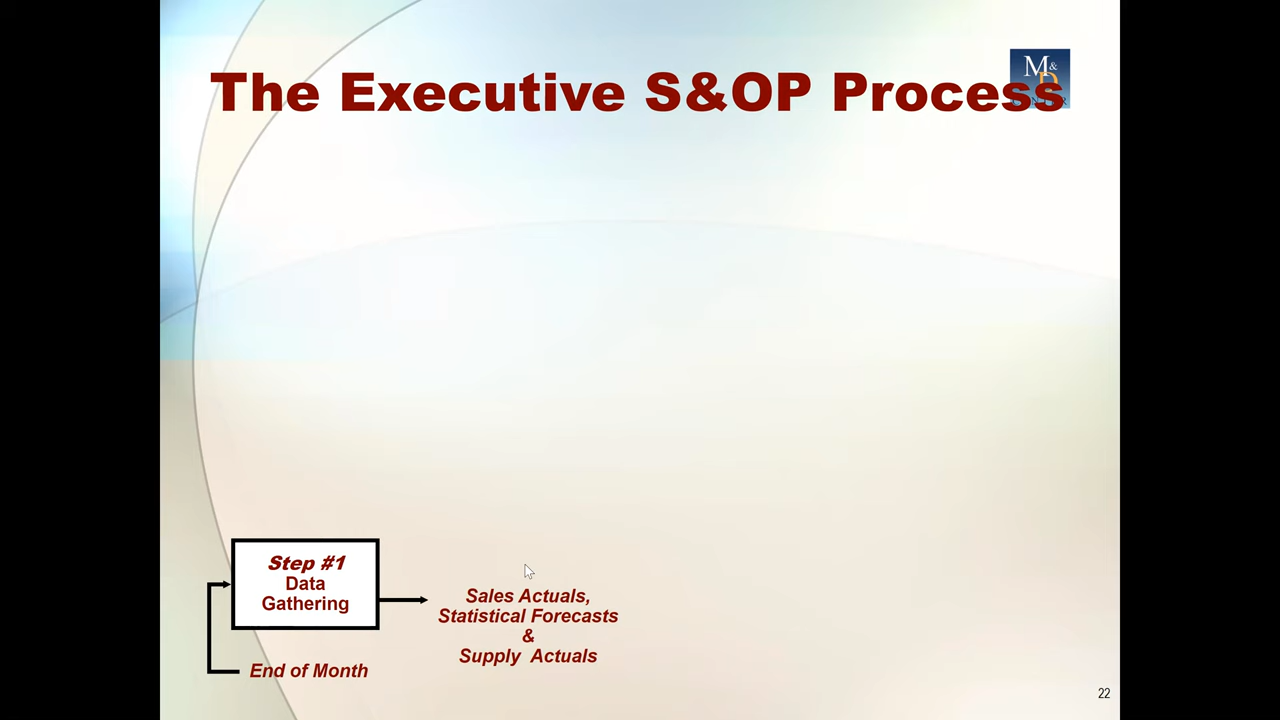 The Executive S&OP Process
M&
Step #1
Data
Gathering
Sales Actuals,
Statistical Forecasts
&
Supply Actuals
End of Month
22